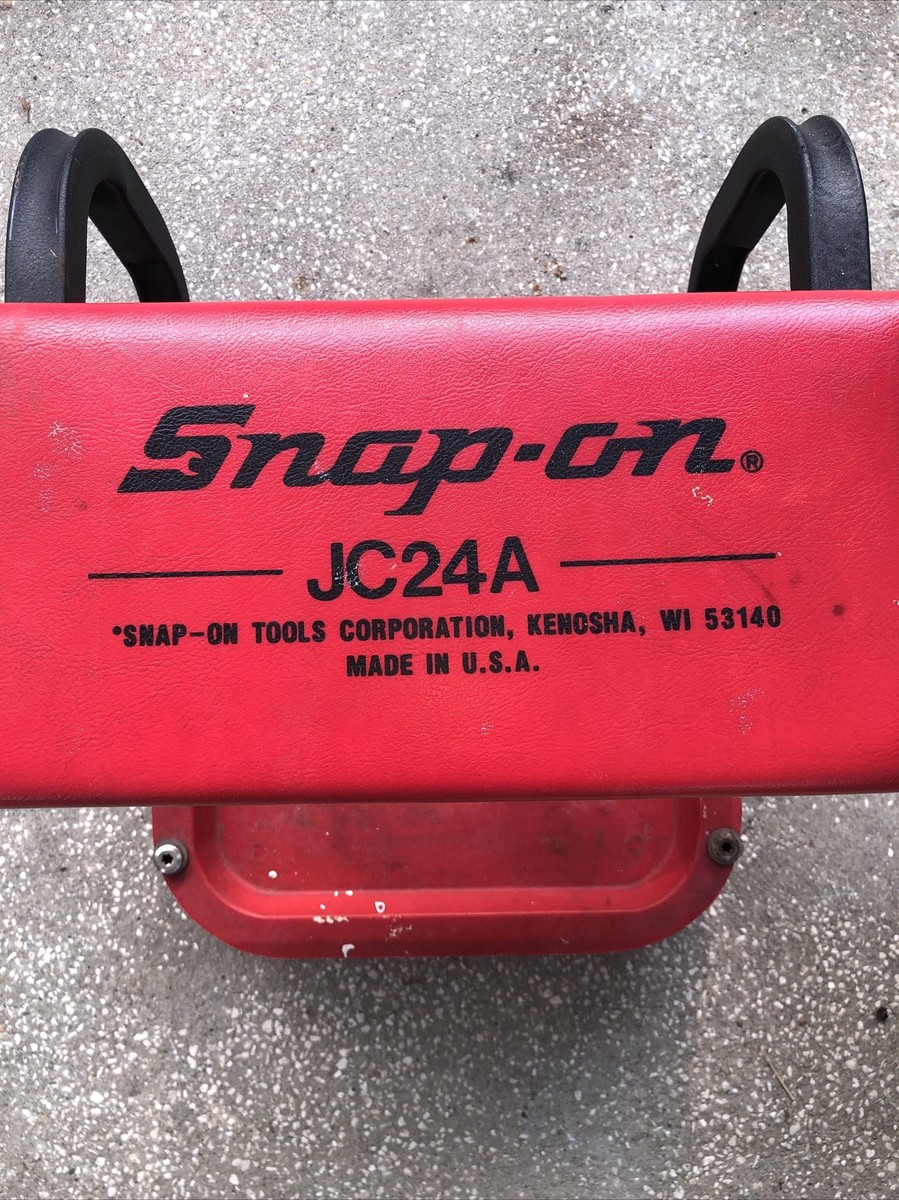 Snap-on®
JC24A
*SNAP-ON TOOLS CORPORATION, KENOSHA, WI 53140
MADE IN U.S.A.